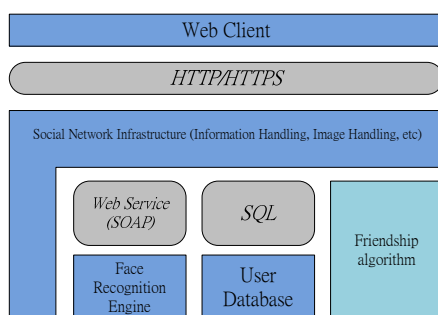 Web Client
HTTP/HTTPS
Social Network Infrastructure (Information Handling, Image Handling, etc)
Web Service
(SOAP)
SQL
Friendship
algorithm
Face
Recognition
Engine
User
Database